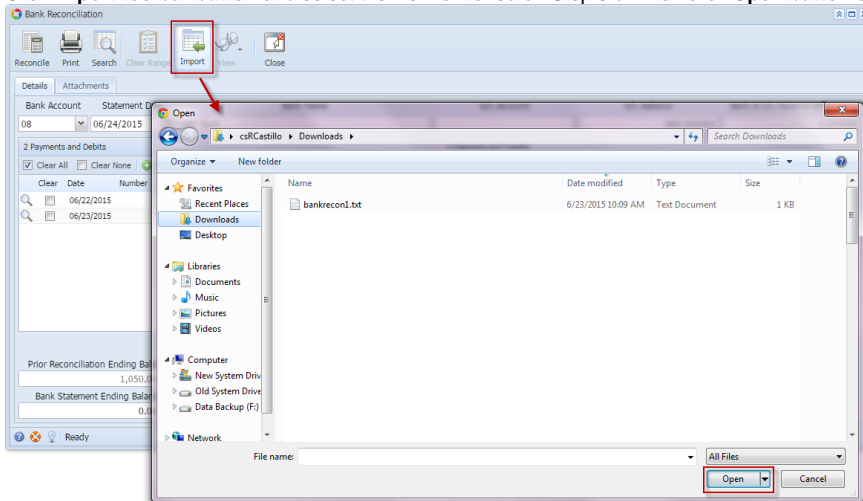 Bank Reconciliation
Reconcile Print Search Clear Range Import View Close
Details Attachments
Bank Account Statement D
08 06/24/2015
2 Payments and Debits
Clear All Clear None
Clear Date Number
06/22/2015
06/23/2015
Prior Reconciliation Ending Bal
1,050.0
Bank Statement Ending Balan
0.0
Ready
Open
csRCastillo Downloads Search Downloads
Organize New folder
Favorites
Recent Places
Downloads
Desktop
Libraries
Documents
Music
Pictures
Videos
Computer
New System Driv
Old System Drive
Data Backup (F:)
Network
Name Date modified Type Size
bankrecon1.txt 6/23/2015 10:09 AM Text Document 1 KB
File name: All Files
Open Cancel